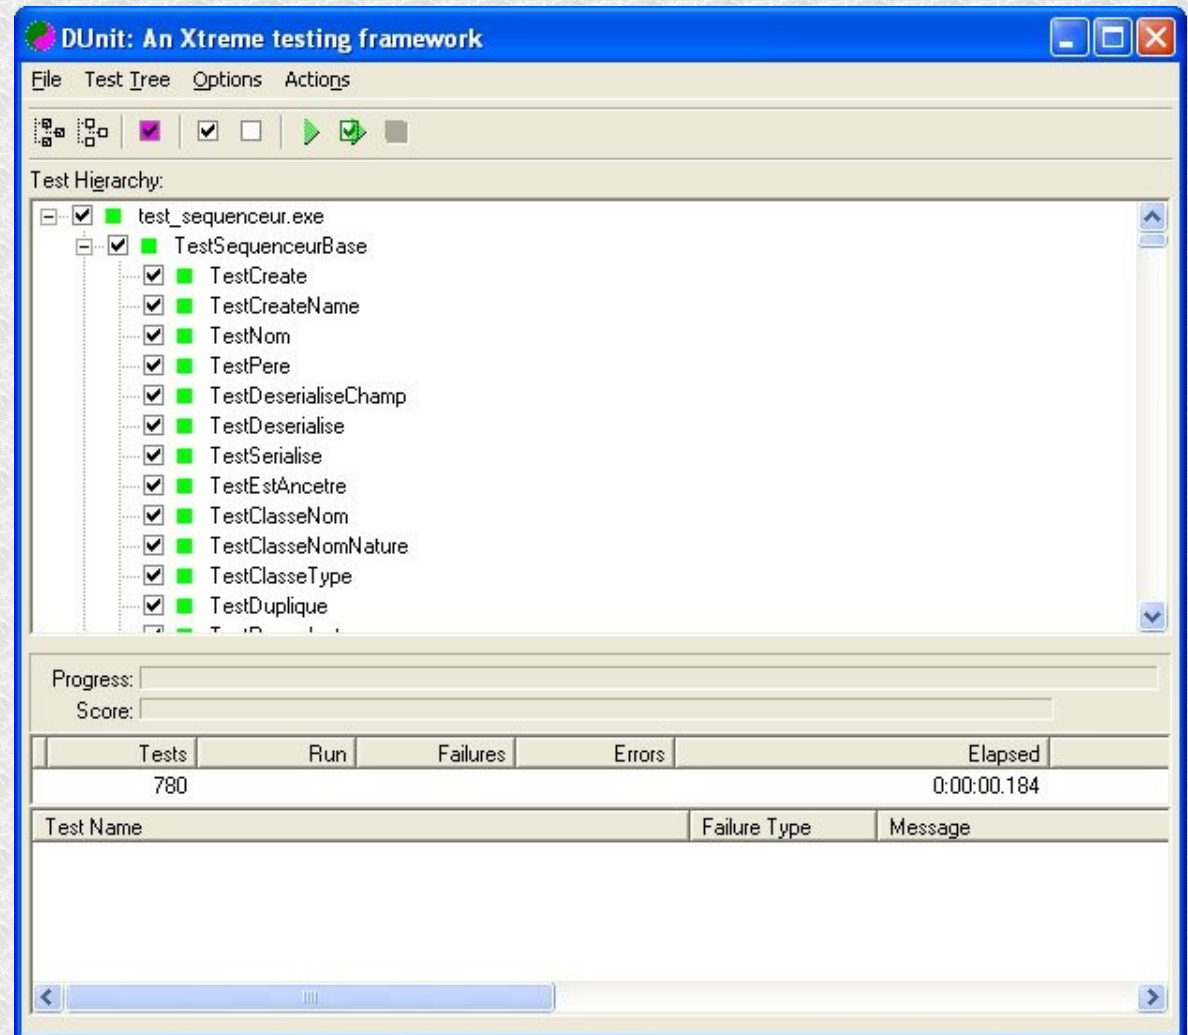 DUnit: An Xtreme testing framework
File Test Tree Options Actions
Test Hierarchy:
test_sequenceur.exe
TestSequenceurBase
TestCreate
TestCreateName
TestNom
TestPere
TestDeserialiseChamp
TestDeserialise
TestSerialise
TestEstAncetre
TestClasseNom
TestClasseNomNature
TestClasseType
TestDuplique
Progress:
Score:
Tests Run Failures Errors Elapsed
780 0:00:00.184
Test Name Failure Type Message